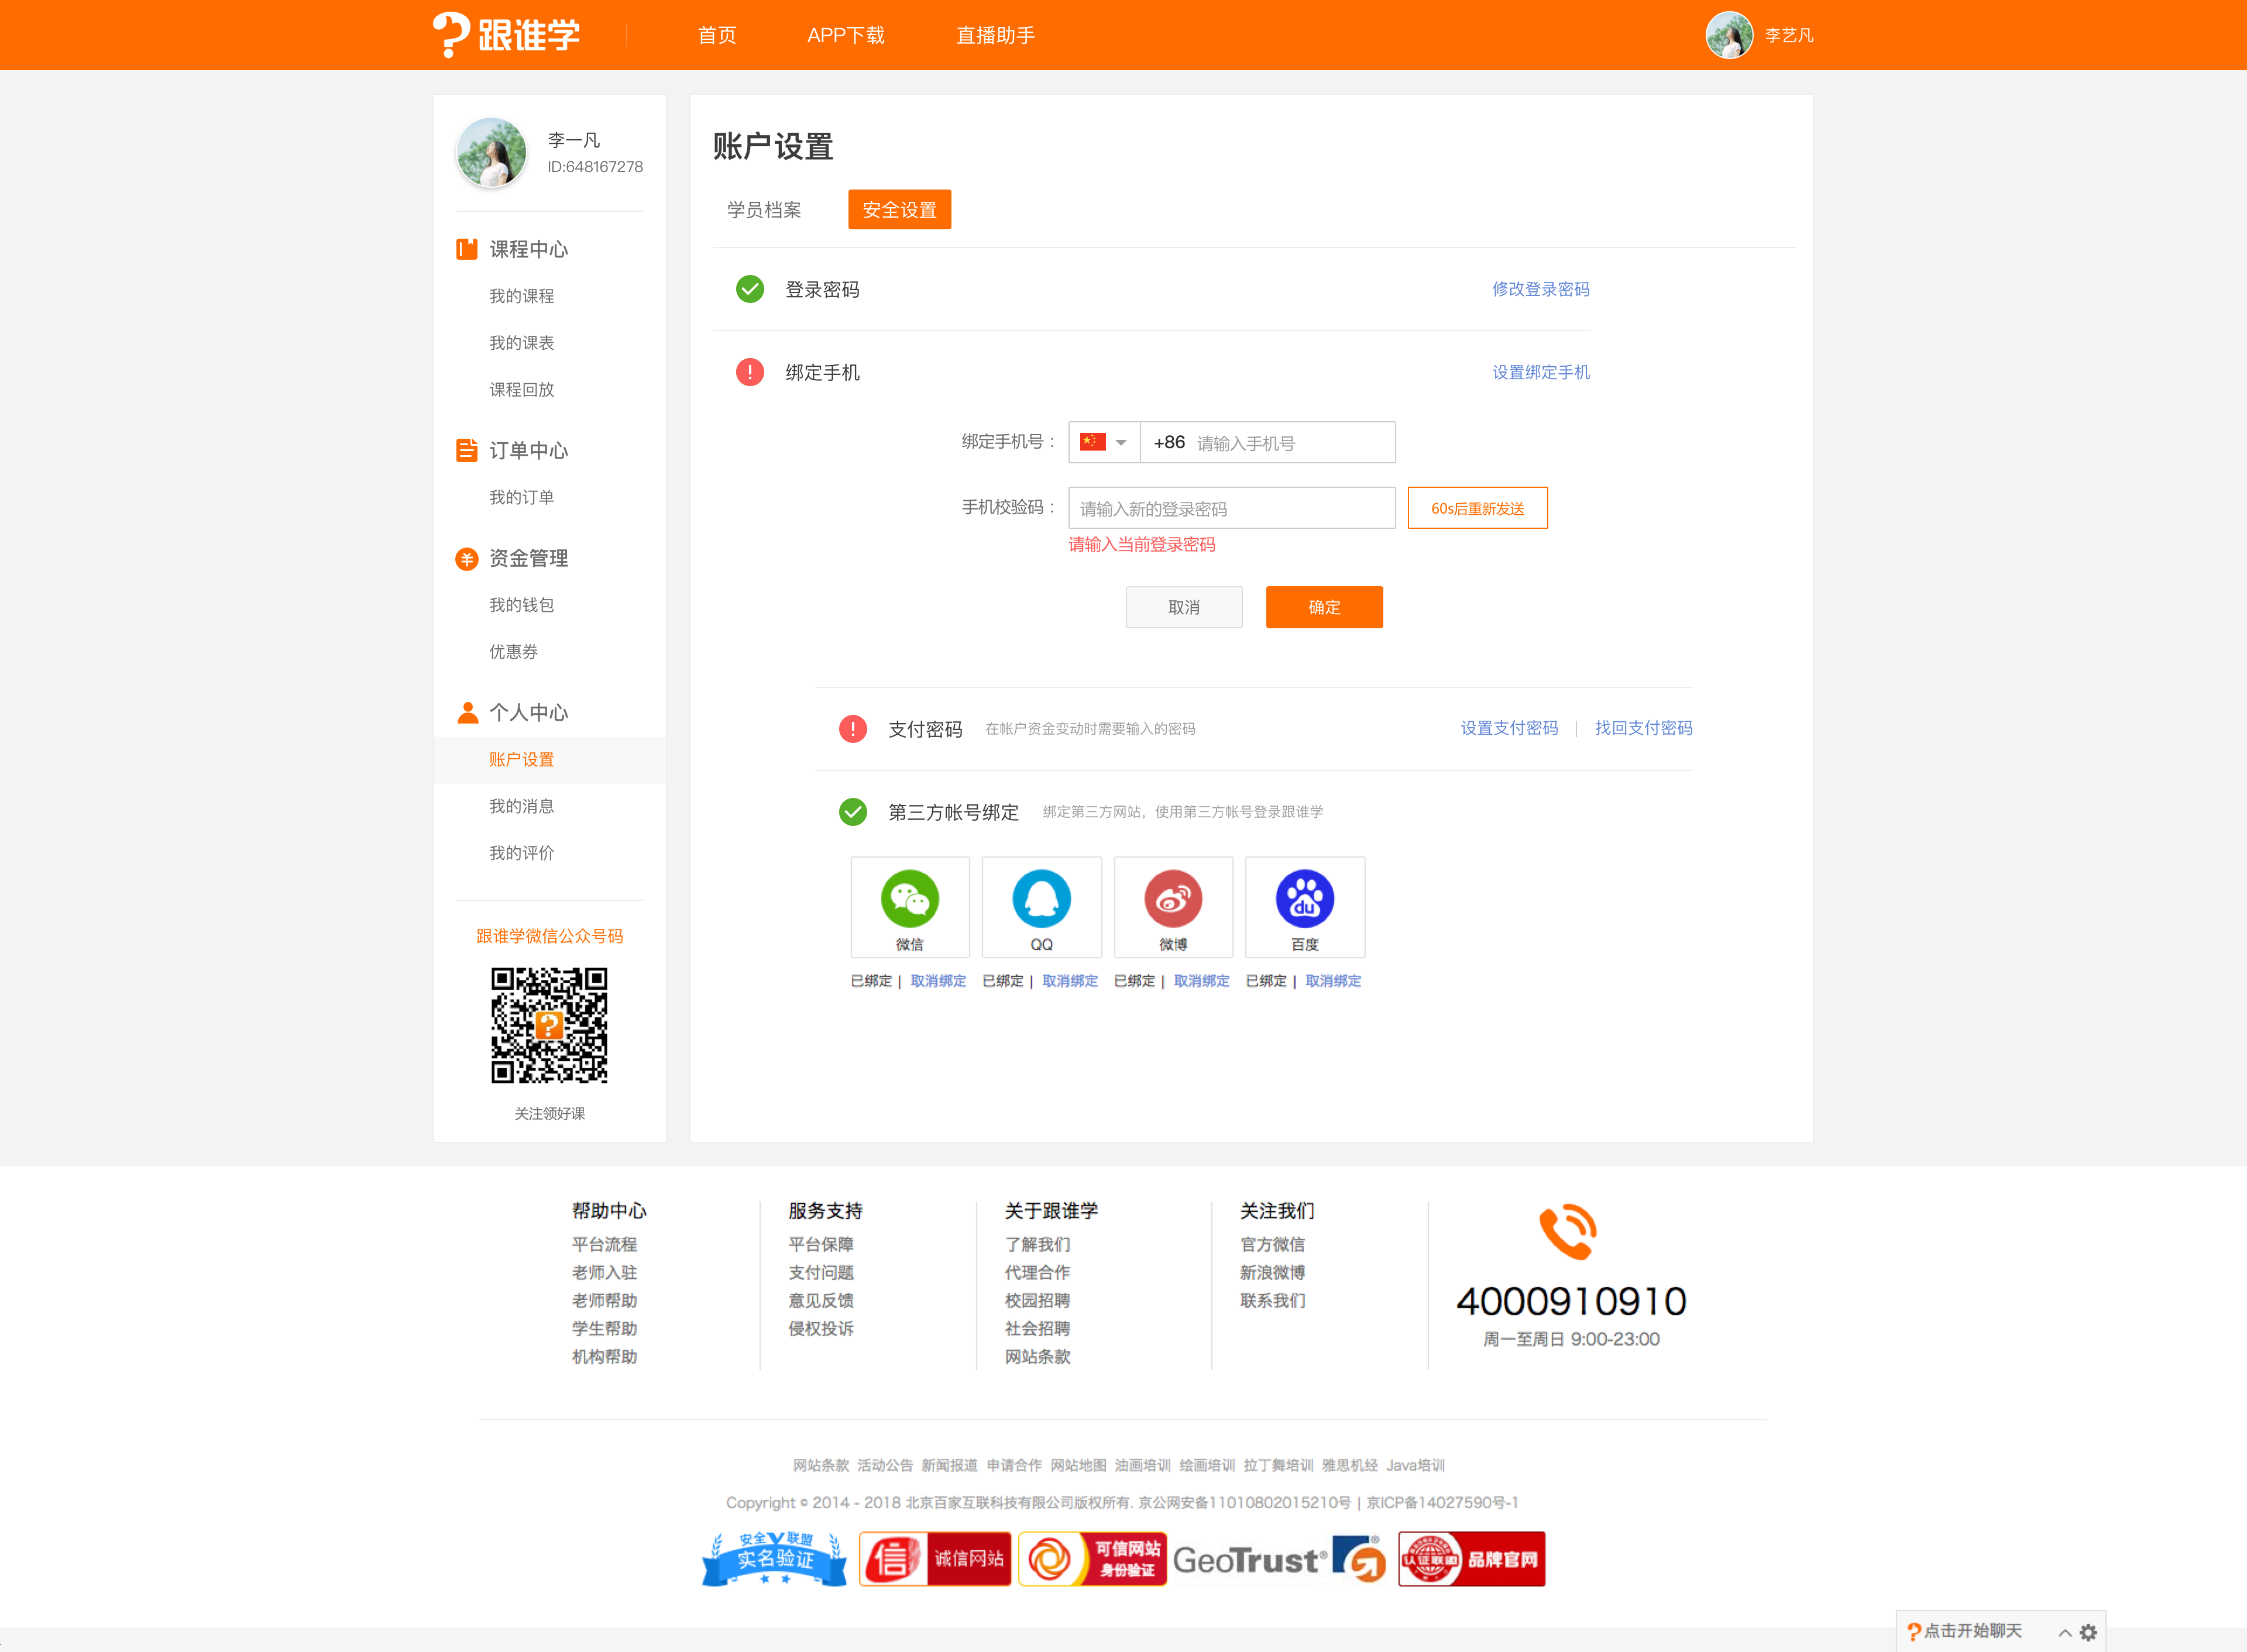 跟谁学 首页 APP下载 直播助手 李艺凡
李一凡
ID:648167278
课程中心
我的课程
我的课表
课程回放
订单中心
我的订单
资金管理
我的钱包
优惠券
个人中心
账户设置
我的消息
我的评价
跟谁学微信公众号码
关注领好课
账户设置
学员档案 安全设置
登录密码 修改登录密码
绑定手机 设置绑定手机
绑定手机号： +86 请输入手机号
手机校验码： 请输入新的登录密码 60s后重新发送
请输入当前登录密码
取消 确定
支付密码 在帐户资金变动时需要输入的密码 设置支付密码 | 找回支付密码
第三方帐号绑定 绑定第三方网站，使用第三方帐号登录跟谁学
du
微信 QQ 微博 百度
已绑定 | 取消绑定 已绑定 | 取消绑定 已绑定 | 取消绑定 已绑定 | 取消绑定
帮助中心
平台流程
老师入驻
老师帮助
学生帮助
机构帮助
服务支持
平台保障
支付问题
意见反馈
侵权投诉
关于跟谁学
了解我们
代理合作
校园招聘
社会招聘
网站条款
关注我们
官方微信
新浪微博
联系我们
4000910910
周一至周日 9:00-23:00
网站条款 活动公告 新闻报道 申请合作 网站地图 油画培训 绘画培训 拉丁舞培训 雅思机经 Java培训
Copyright © 2014 - 2018 北京百家互联科技有限公司版权所有. 京公网安备11010802015210号 | 京ICP备14027590号-1
安全 联盟
实名验证
信 诚信网站
可信网站
身份验证
GeoTrust®
认证联盟 品牌官网
点击开始聊天